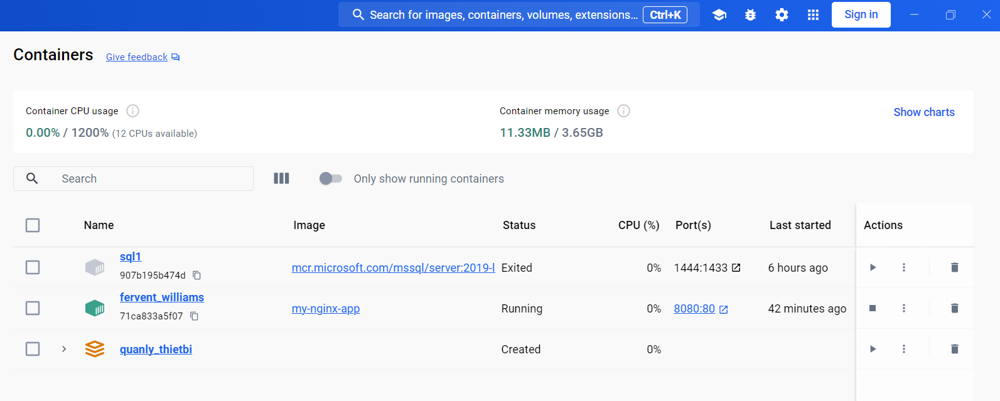 Search for images, containers, volumes, extensions... Ctrl+K Sign in
Containers Give feedback
Container CPU usage Container memory usage Show charts
0.00% / 1200% (12 CPUs available) 11.33MB / 3.65GB
Search Only show running containers
Name Image Status CPU (%) Port(s) Last started Actions
sql1
mcr.microsoft.com/mssql/server:2019-l Exited 0% 1444:1433 6 hours ago
907b195b474d
fervent_williams
my-nginx-app Running 0% 8080:80 42 minutes ago
71ca833a5f07
quanly_thietbi Created 0%